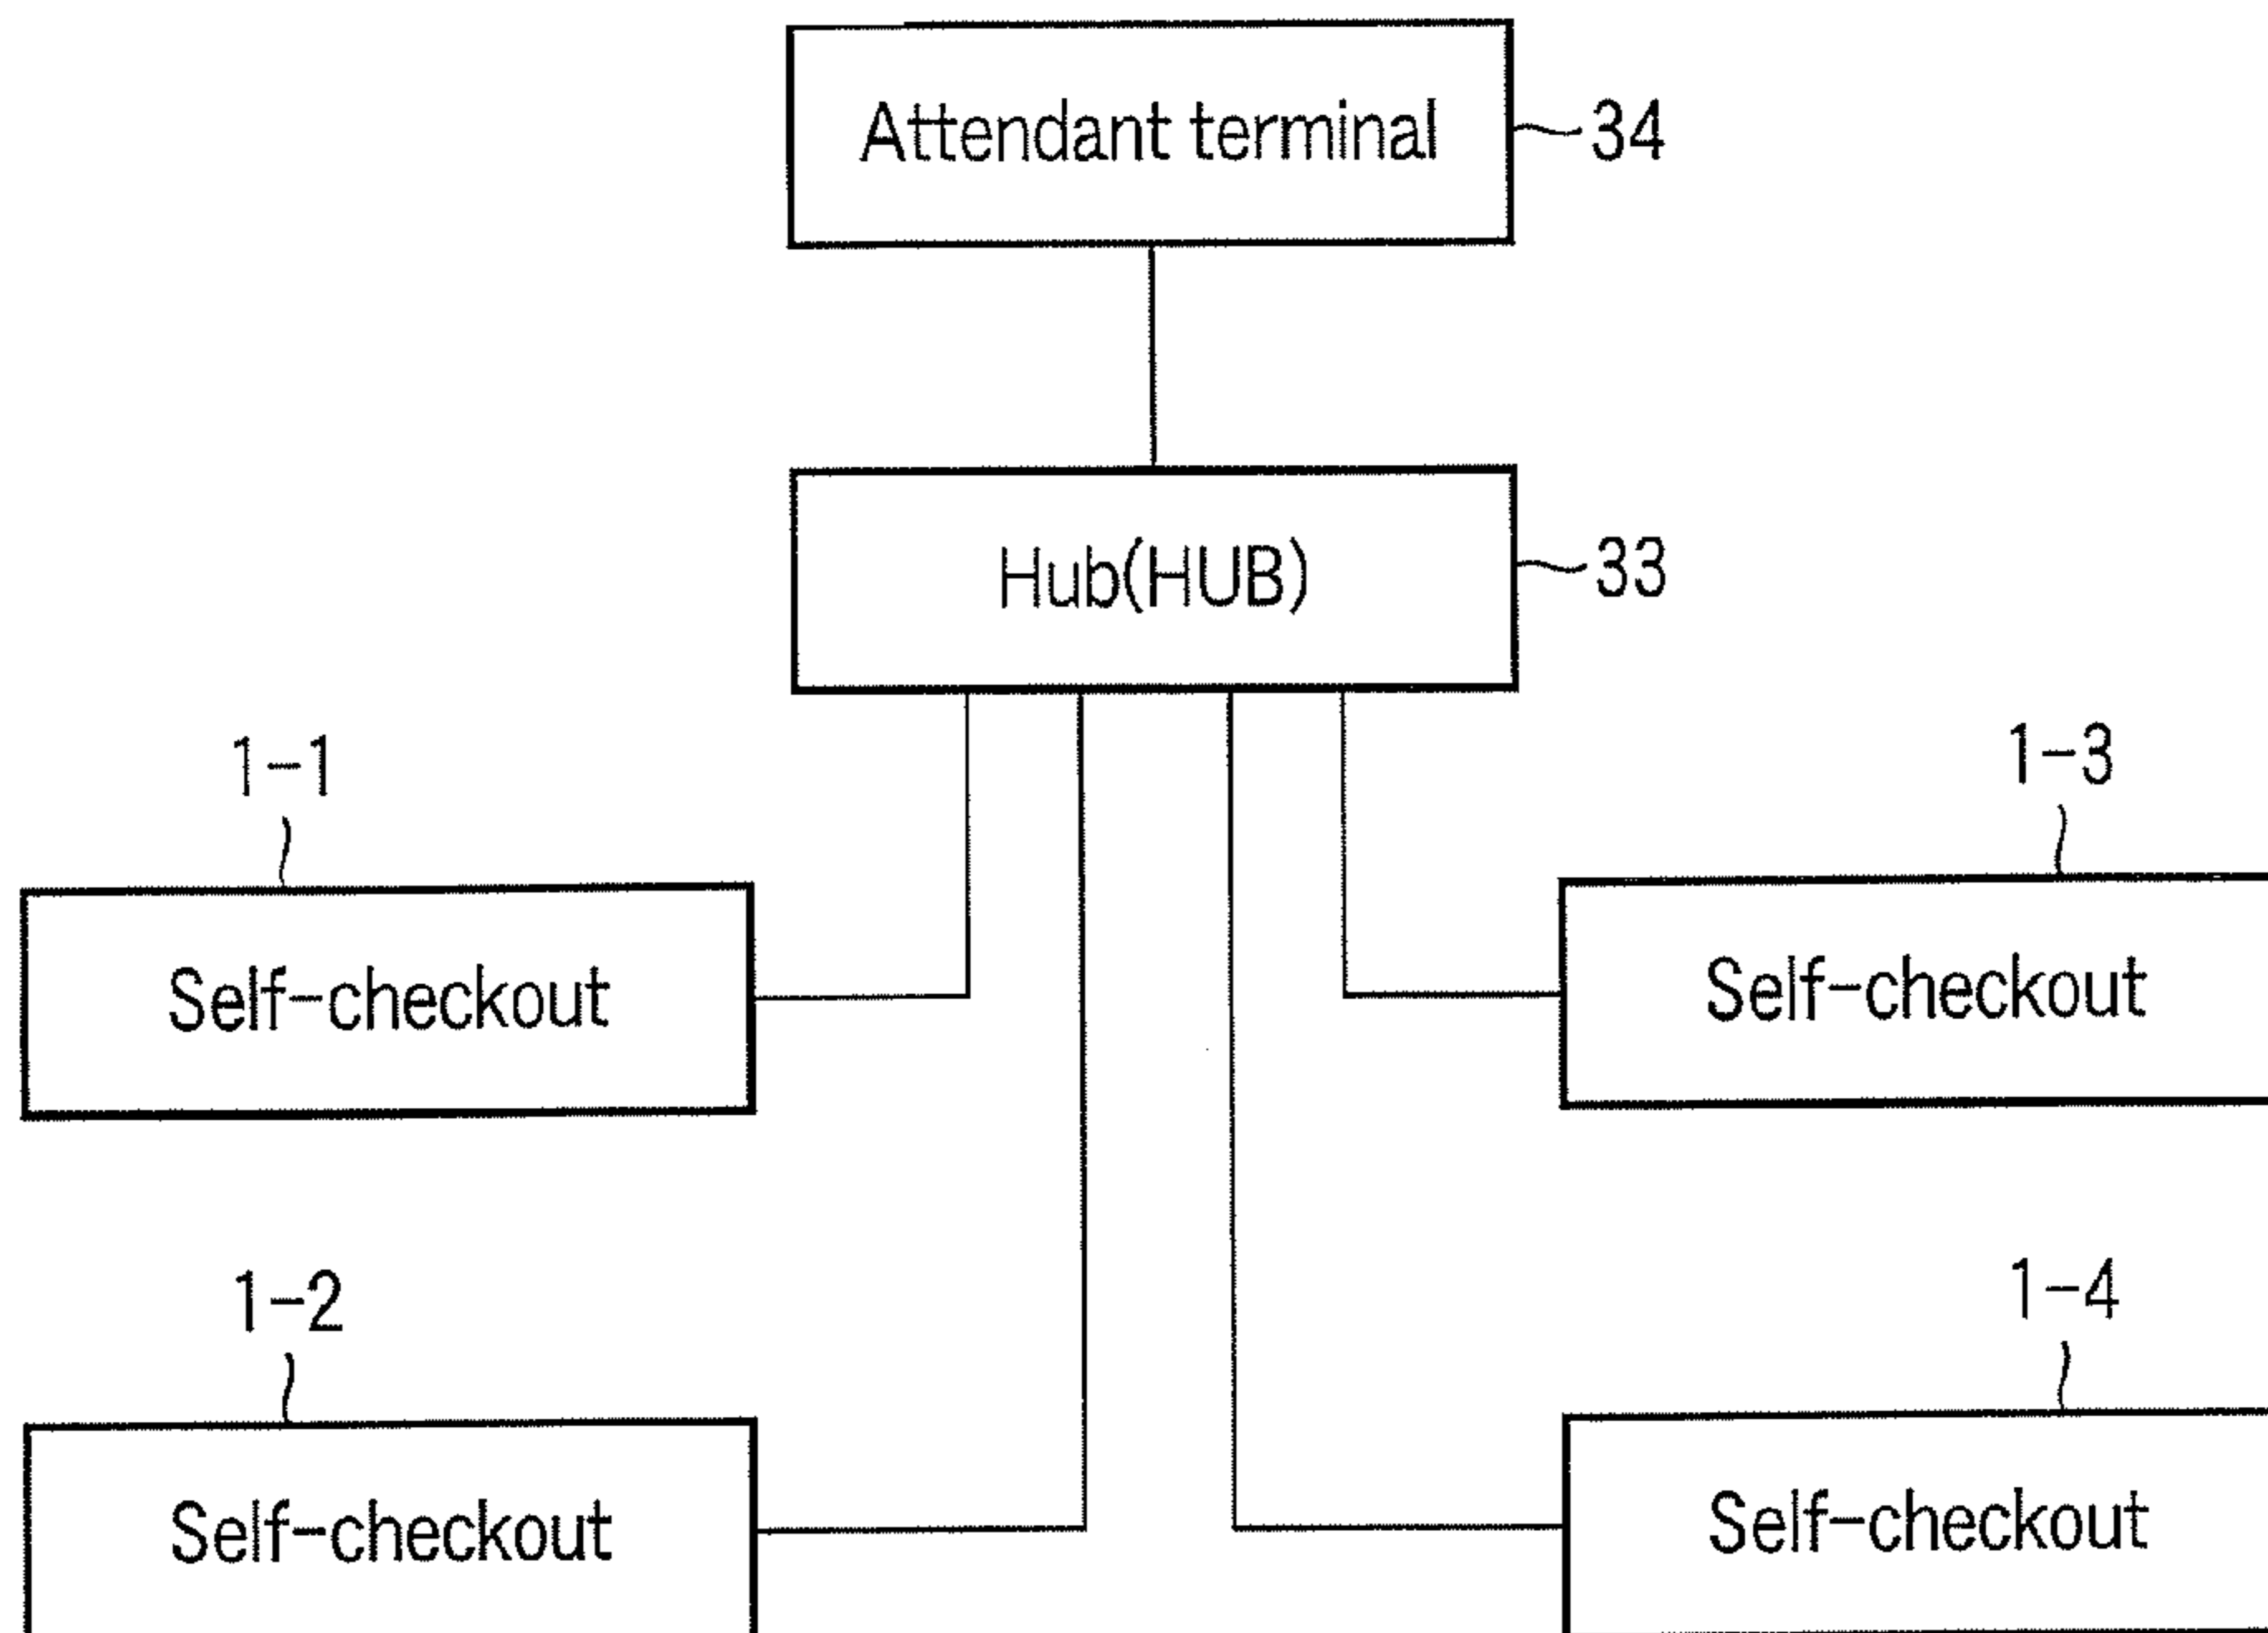 Attendant terminal
34
Hub(HUB)
33
1-1
1-3
Self-checkout
Self-checkout
1-2
1-4
Self-checkout
Self-checkout